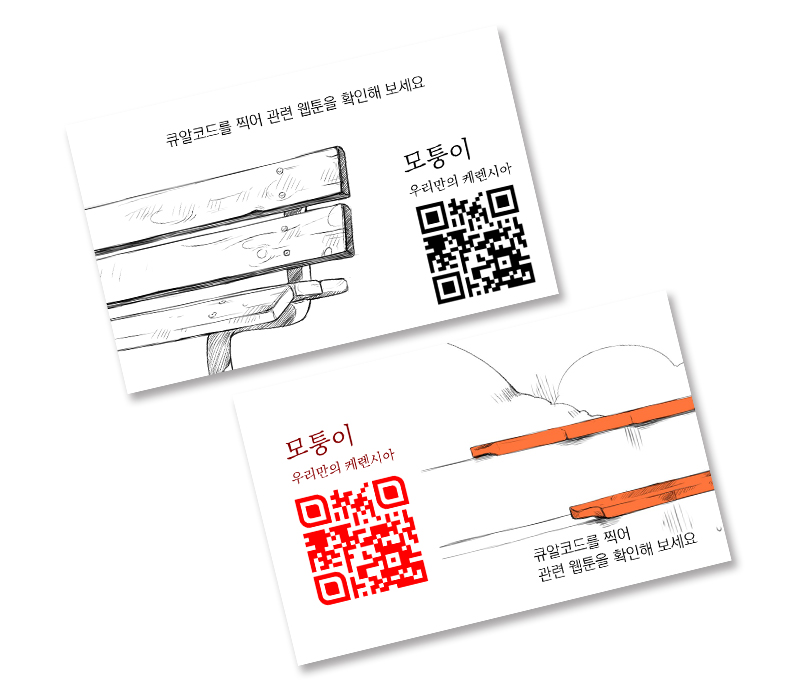 큐알코드를 찍어 관련 웹툰을 확인해 보세요
모퉁이
우리만의 케렌시아
모퉁이
우리만의 케렌시아
큐알코드를 찍어
관련 웹툰을 확인해 보세요